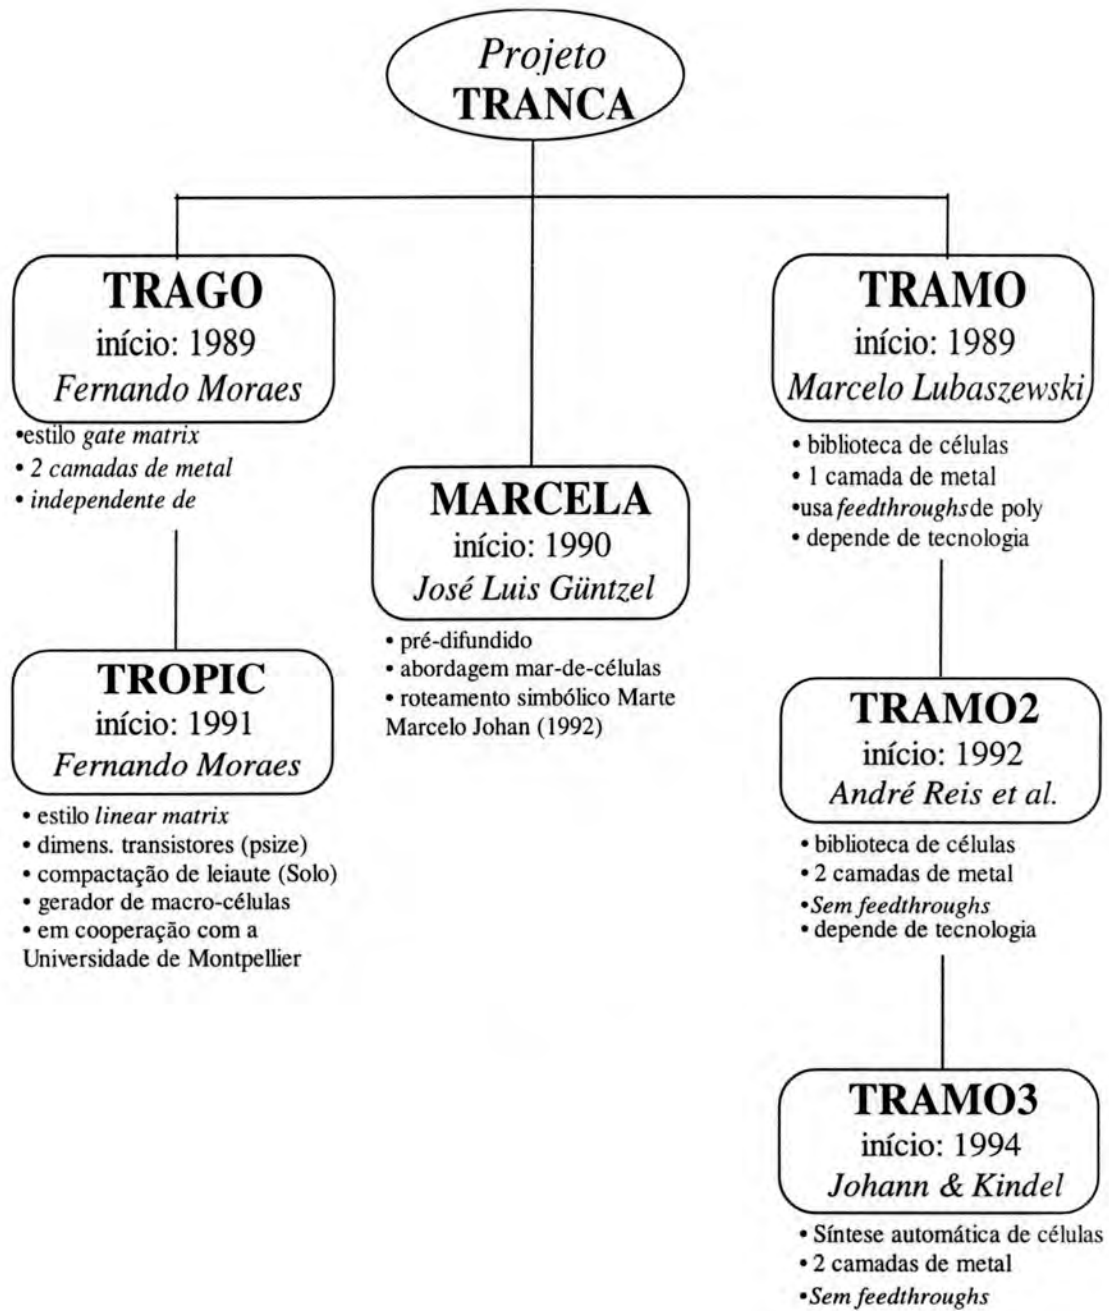 Projeto
TRANCA
TRAGO
início: 1989
Fernando Moraes
•estilo gate matrix
• 2 camadas de metal
• independente de
TROPIC
início: 1991
Fernando Moraes
• estilo linear matrix
• dimens. transistores (psize)
• compactação de leiaute (Solo)
• gerador de macro-células
• em cooperação com a
Universidade de Montpellier
MARCELA
início: 1990
José Luis Güntzel
• pré-difundido
• abordagem mar-de-células
• roteamento simbólico Marte
Marcelo Johan (1992)
TRAMO
início: 1989
Marcelo Lubaszewski
• biblioteca de células
• 1 camada de metal
•usa feedthroughs de poly
• depende de tecnologia
TRAMO2
início: 1992
André Reis et al.
• biblioteca de células
• 2 camadas de metal
•Sem feedthroughs
• depende de tecnologia
TRAMO3
início: 1994
Johann & Kindel
• Síntese automática de células
• 2 camadas de metal
•Sem feedthroughs